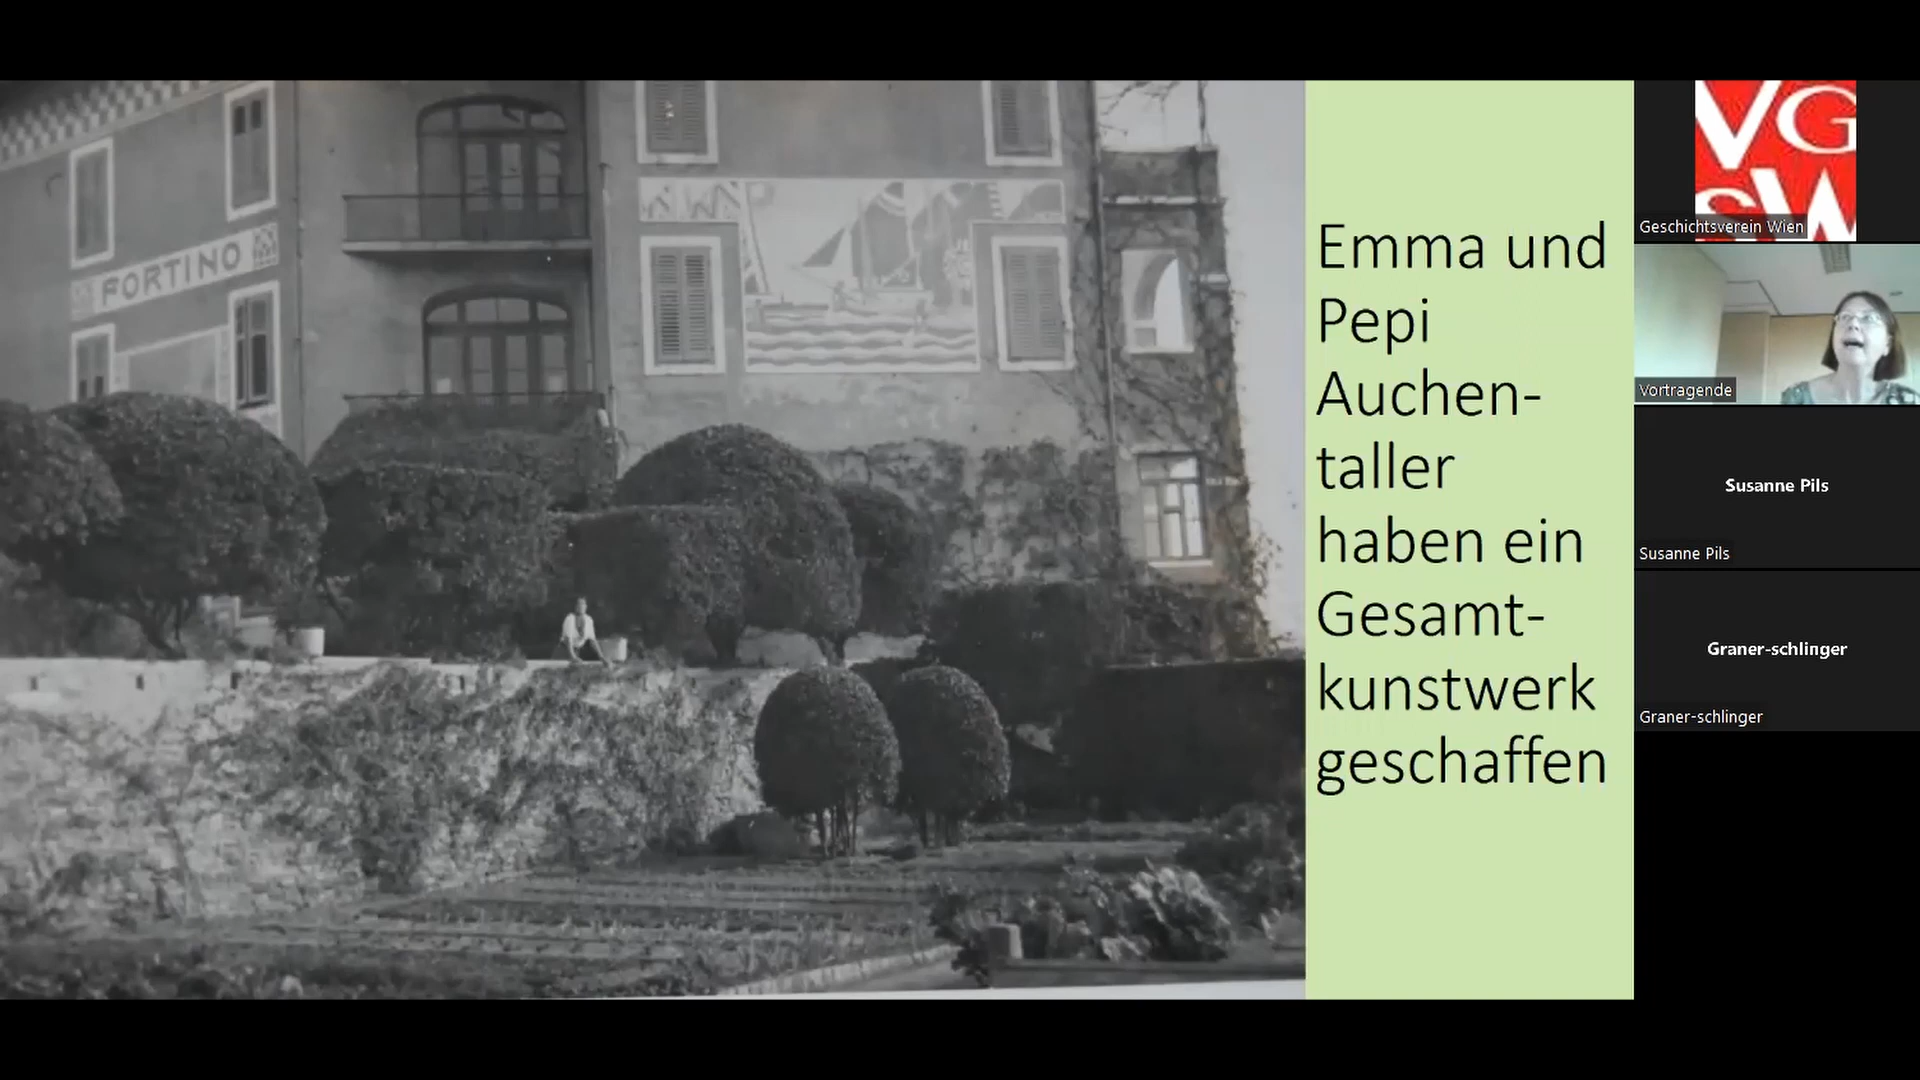 FORTINO
Emma und
Pepi
Auchen-
taller
haben ein
Gesamt-
kunstwerk
geschaffen
VG
SW
Geschichtsverein Wien
Vortragende
Susanne Pils
Susanne Pils
Graner-schlinger
Graner-schlinger